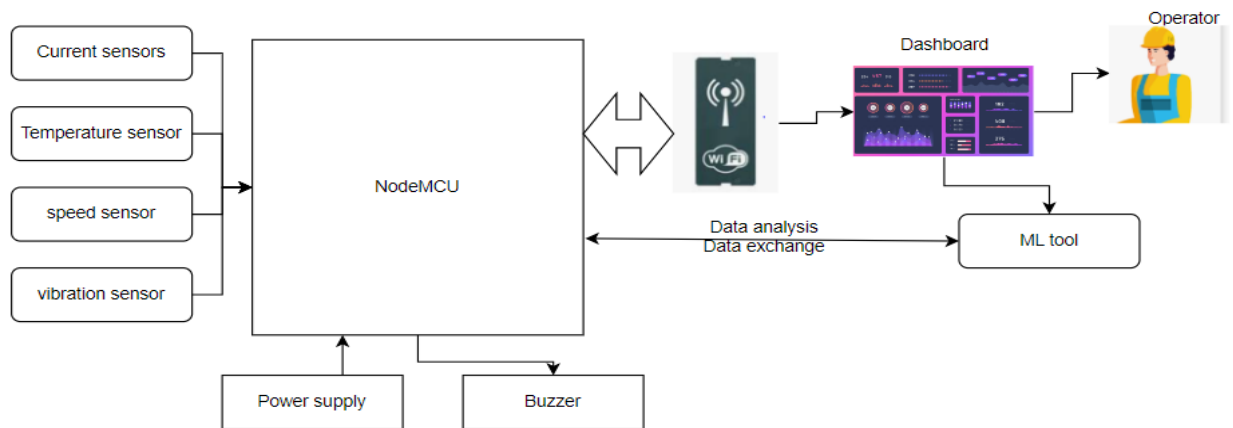 Operator
Current sensors
Dashboard
Temperature sensor
NodeMCU
WiFi
speed sensor
Data analysis
Data exchange
ML tool
vibration sensor
Power supply
Buzzer